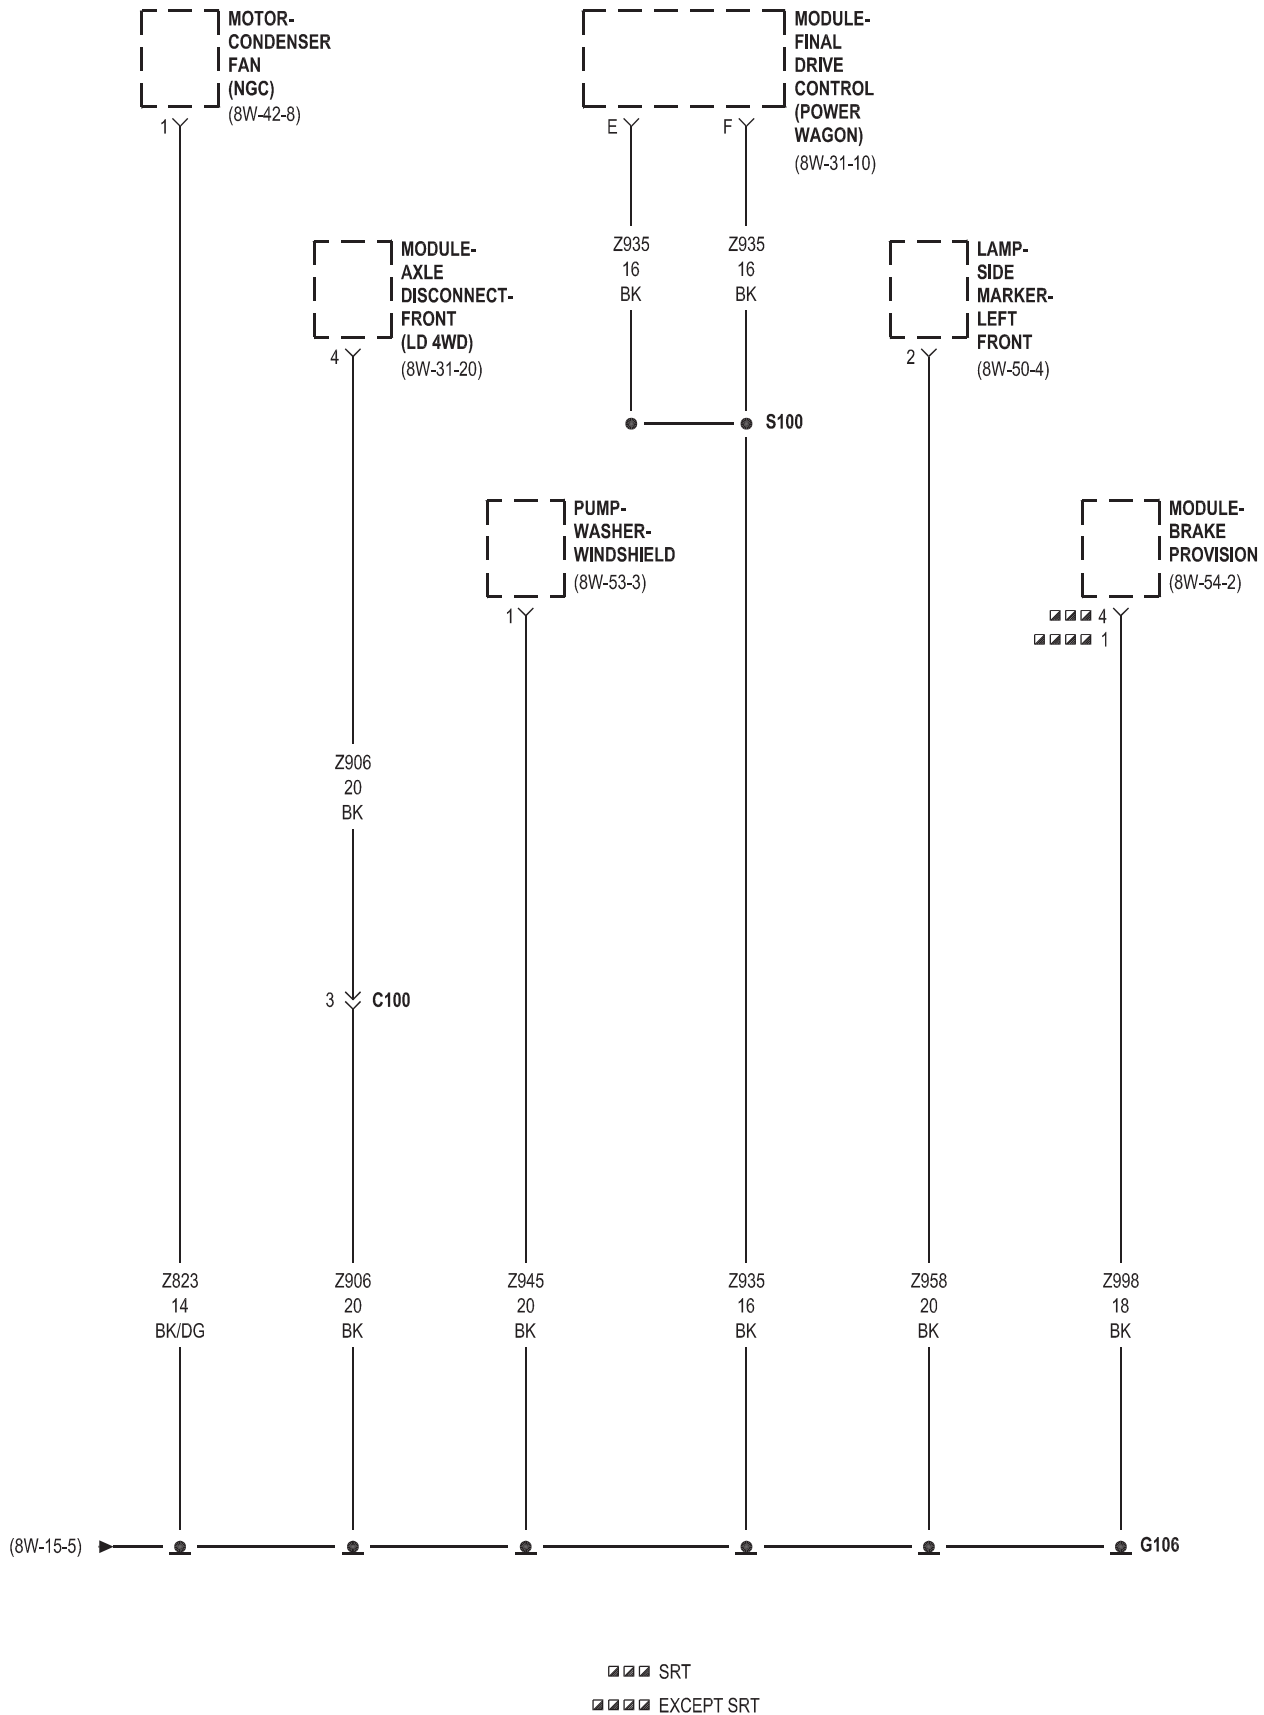 MOTOR-
CONDENSER
FAN
(NGC)
(8W-42-8)
1
MODULE-
FINAL
DRIVE
CONTROL
(POWER
WAGON)
(8W-31-10)
E
F
Z935
16
BK
Z935
16
BK
MODULE-
AXLE
DISCONNECT-
FRONT
(LD 4WD)
(8W-31-20)
4
LAMP-
SIDE
MARKER-
LEFT
FRONT
(8W-50-4)
2
S100
PUMP-
WASHER-
WINDSHIELD
(8W-53-3)
1
MODULE-
BRAKE
PROVISION
(8W-54-2)
4
1
Z906
20
BK
3
C100
Z823
14
BK/DG
Z906
20
BK
Z945
20
BK
Z935
16
BK
Z958
20
BK
Z998
18
BK
(8W-15-5)
G106
SRT
EXCEPT SRT